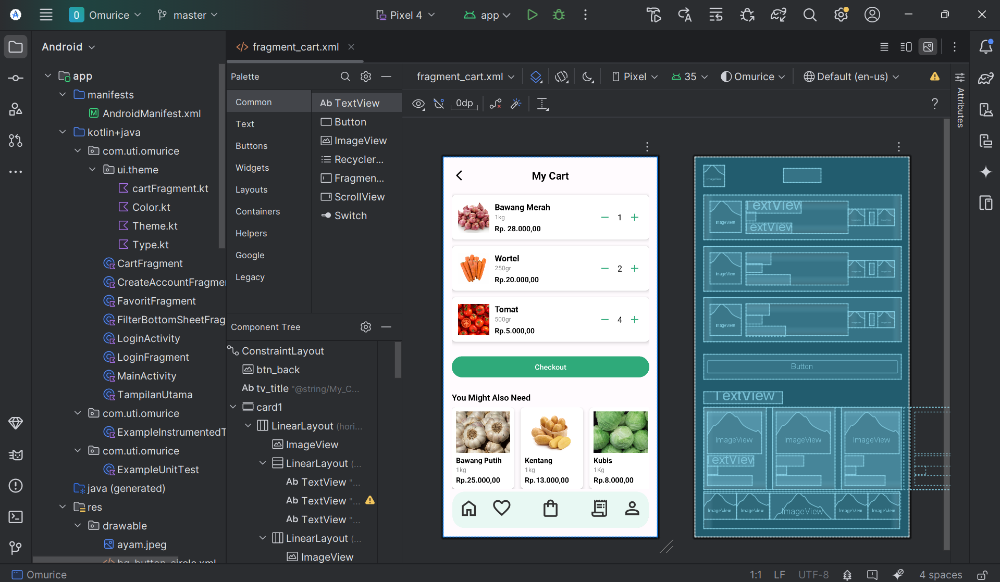 O Omurice
master
Pixel 4
app
Android
fragment_cart.xml
app
manifests
AndroidManifest.xml
kotlin+java
com.uti.omurice
ui.theme
cartFragment.kt
Color.kt
Theme.kt
Type.kt
CartFragment
CreateAccountFragme
FavoritFragment
FilterBottomSheetFrag
LoginActivity
LoginFragment
MainActivity
TampilanUtama
com.uti.omurice
ExampleInstrumentedT
com.uti.omurice
ExampleUnitTest
java (generated)
res
drawable
ayam.jpeg
bg_button_circle.xml
Palette
Common
Text
Buttons
Widgets
Layouts
Containers
Helpers
Google
Legacy
Ab TextView
Button
ImageView
Recycler...
Fragmen...
ScrollView
Switch
Component Tree
ConstraintLayout
btn_back
Ab tv_title "@string/My_C...
card1
LinearLayout (hori...
ImageView
LinearLayout (...
Ab TextView "...
Ab TextView "...
Ab TextView "...
LinearLayout (...
ImageView
fragment_cart.xml
Pixel
35
Omurice
Default (en-us)
0dp
?
Attributes
My Cart
Bawang Merah
1kg
Rp. 28.000,00
1
Wortel
250gr
Rp.20.000,00
2
Tomat
500gr
Rp.5.000,00
4
Checkout
You Might Also Need
Bawang Putih
1kg
Rp.25.000,00
Kentang
1kg
Rp.13.000,00
Kubis
1Kg
Rp.8.000,00
ImageView
TextView
ImageView
TextView
ImageView
ImageView
Button
TextView
ImageView
ImageView
ImageView
TextView
ImageView
ImageView
ImageView
ImageView
ImageView
Omurice
1:1
LF
UTF-8
4 spaces